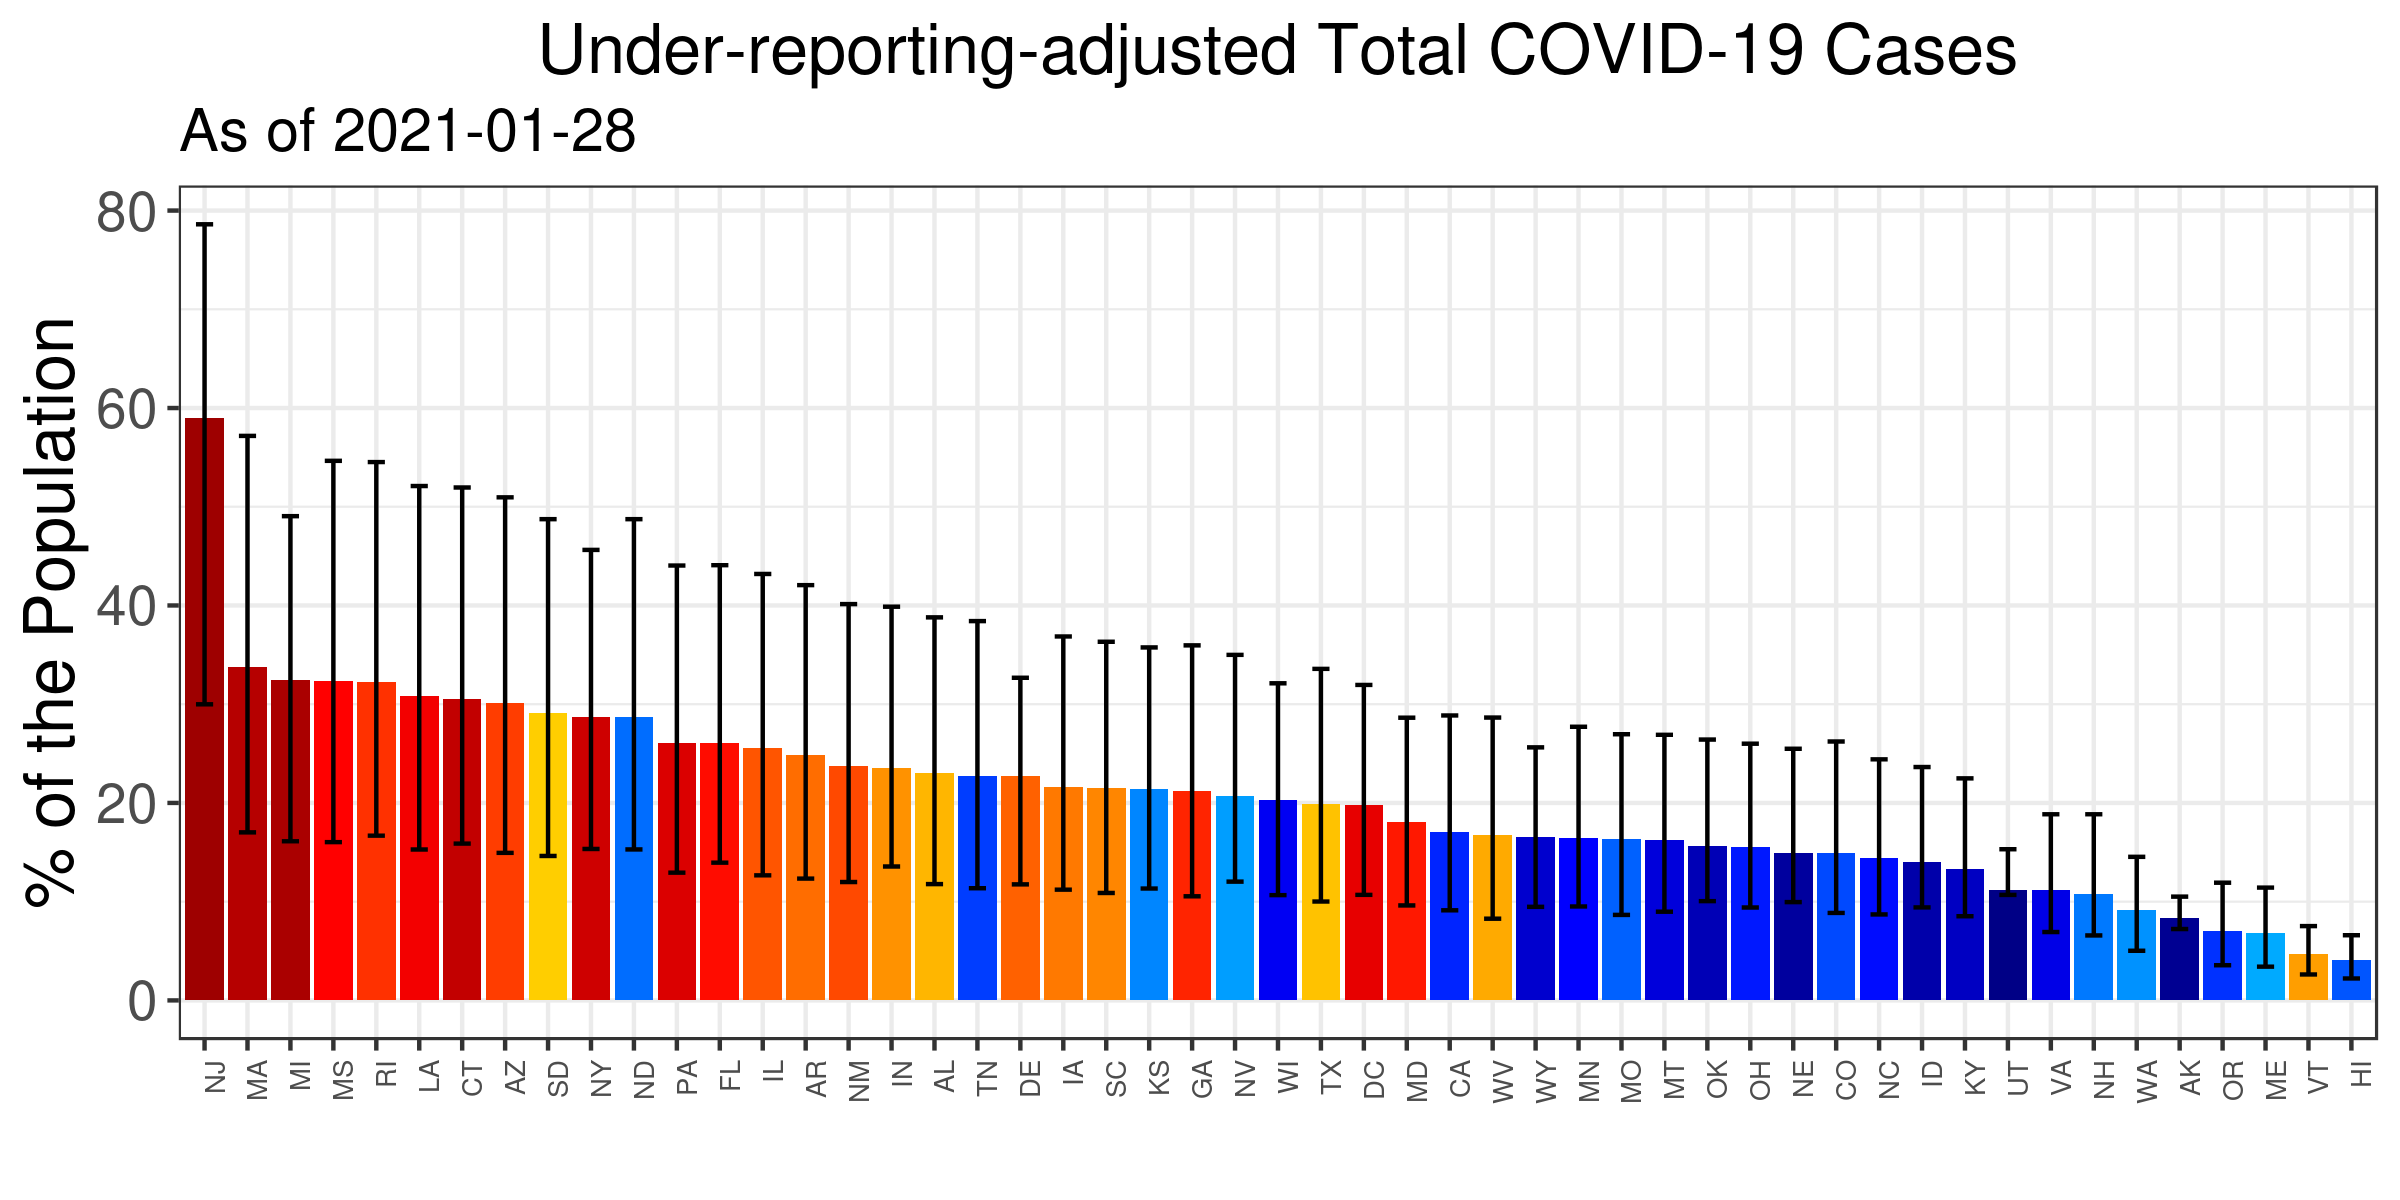 Under-reporting-adjusted Total COVID-19 Cases
As of 2021-01-28
% of the Population
80
60
40
20
0
NJ MA MI MS RI LA CT AZ SD NY ND PA FL IL AR NM IN AL TN DE IA SC KS GA NV WI TX DC MD CA WV WY MN MO MT OK OH NE CO NC ID KY UT VA NH WA AK OR ME VT HI